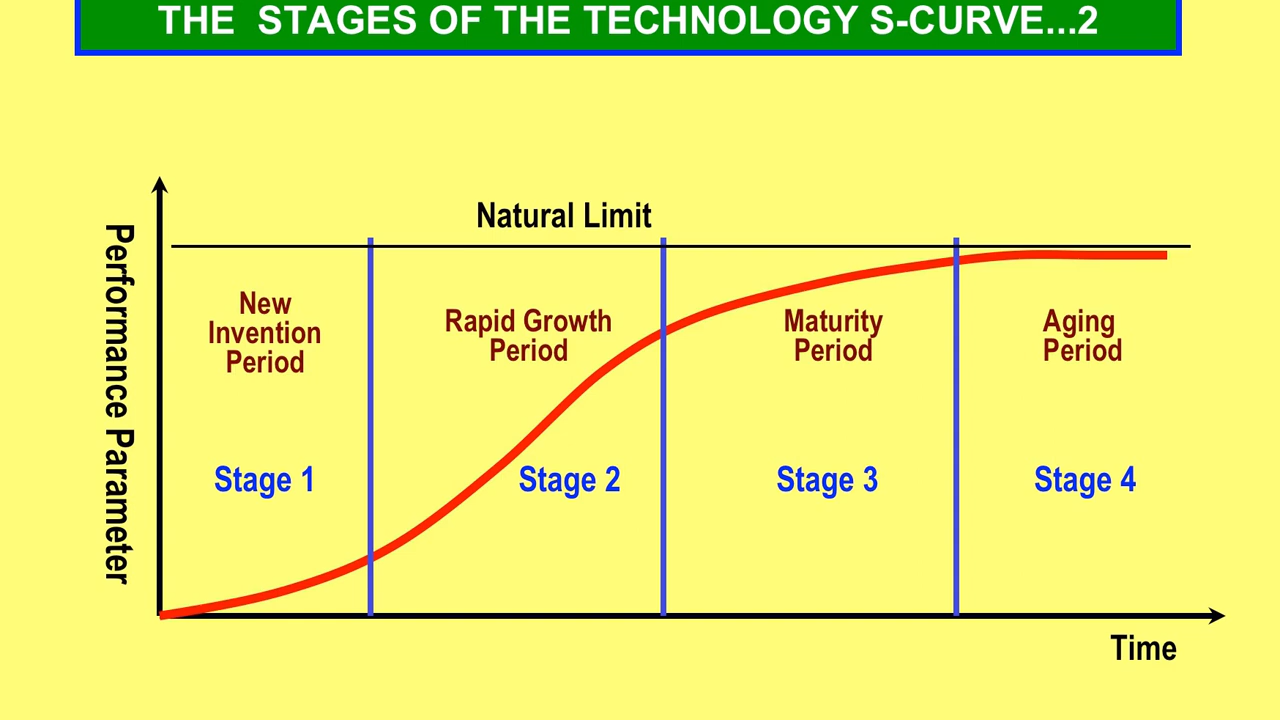 THE  STAGES OF THE TECHNOLOGY S-CURVE...2
Natural Limit
Performance Parameter
New
Invention
Period
Rapid Growth
Period
Maturity
Period
Aging
Period
Stage 1
Stage 2
Stage 3
Stage 4
Time